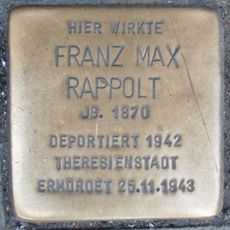 HIER WIRKTE
FRANZ MAX
RAPPOLT
JG. 1870
DEPORTIERT 1942
THERESIENSTADT
ERMORDET 25.11.1943